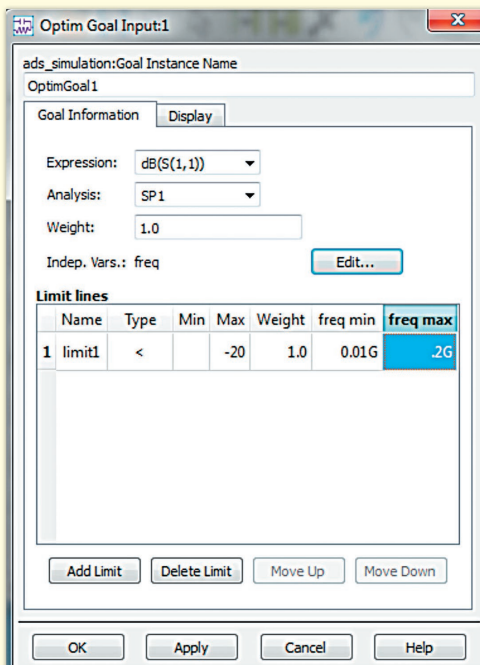 Optim Goal Input:1
ads_simulation:Goal Instance Name
OptimGoal1
Goal Information Display
Expression: dB(S(1,1))
Analysis: SP1
Weight: 1.0
Indep. Vars.: freq Edit...
Limit lines
Name Type Min Max Weight freq min freq max
1 limit1 < -20 1.0 0.01G .2G
Add Limit Delete Limit Move Up Move Down
OK Apply Cancel Help